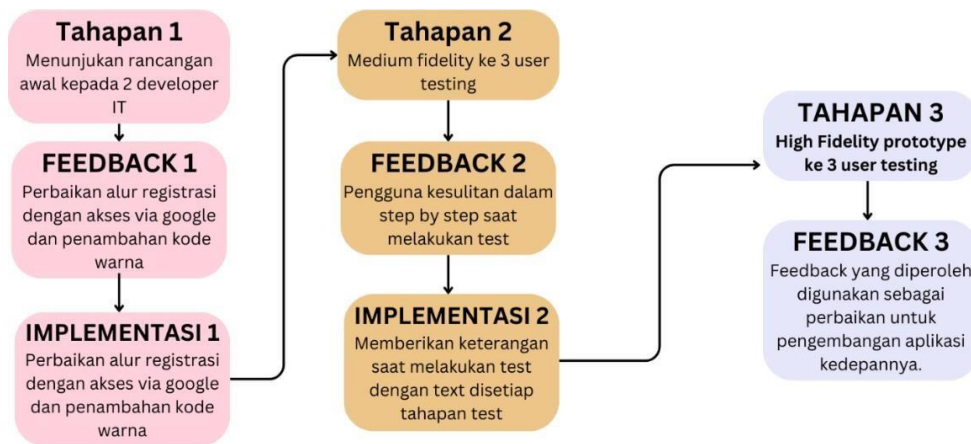 Tahapan 1
Menunjukan rancangan
awal kepada 2 developer
IT
FEEDBACK 1
Perbaikan alur registrasi
dengan akses via google
dan penambahan kode
warna
IMPLEMENTASI 1
Perbaikan alur registrasi
dengan akses via google
dan penambahan kode
warna
Tahapan 2
Medium fidelity ke 3 user
testing
FEEDBACK 2
Pengguna kesulitan dalam
step by step saat
melakukan test
IMPLEMENTASI 2
Memberikan keterangan
saat melakukan test
dengan text disetiap
tahapan test
TAHAPAN 3
High Fidelity prototype
ke 3 user testing
FEEDBACK 3
Feedback yang diperoleh
digunakan sebagai
perbaikan untuk
pengembangan aplikasi
kedepannya.